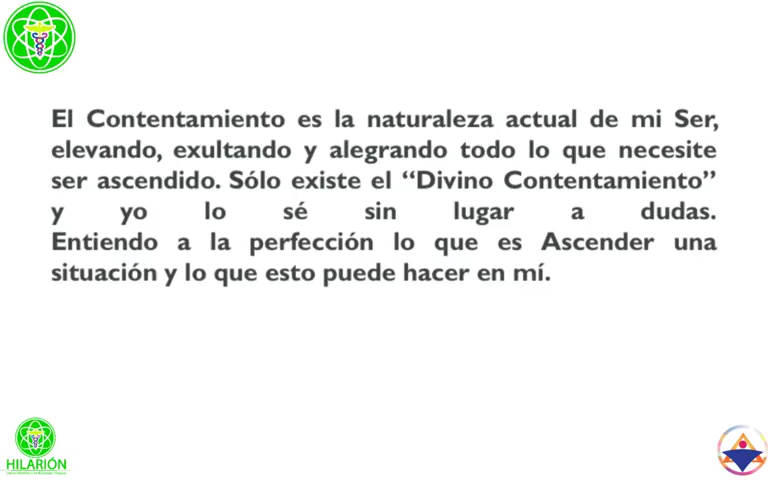 El Contentamiento es la naturaleza actual de mi Ser,
elevando, exultando y alegrando todo lo que necesite
ser ascendido. Sólo existe el “Divino Contentamiento”
y yo lo sé sin lugar a dudas.
Entiendo a la perfección lo que es Ascender una
situación y lo que esto puede hacer en mí.
HILARIÓN